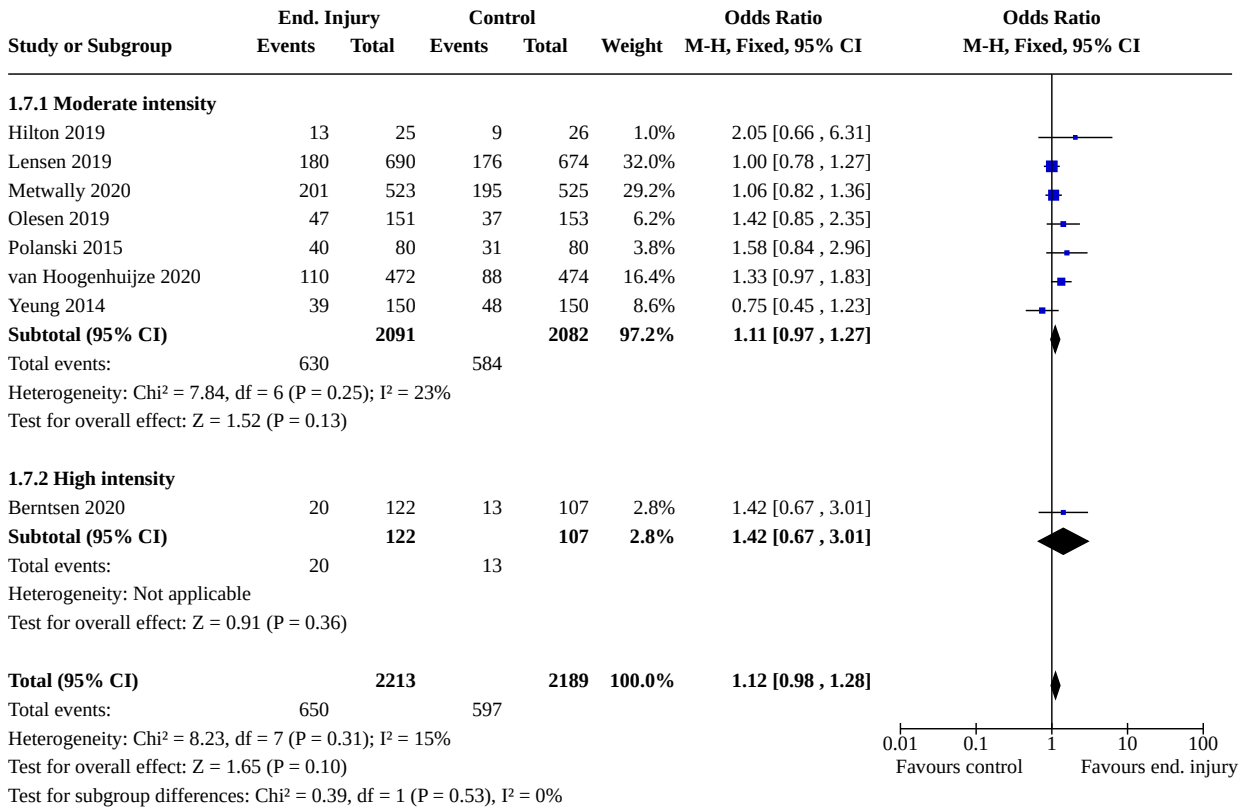 End. Injury Control Odds Ratio Odds Ratio
Study or Subgroup Events Total Events Total Weight M-H, Fixed, 95% CI M-H, Fixed, 95% CI
1.7.1 Moderate intensity
Hilton 2019 13 25 9 26 1.0% 2.05 [0.66 , 6.31]
Lensen 2019 180 690 176 674 32.0% 1.00 [0.78 , 1.27]
Metwally 2020 201 523 195 525 29.2% 1.06 [0.82 , 1.36]
Olesen 2019 47 151 37 153 6.2% 1.42 [0.85 , 2.35]
Polanski 2015 40 80 31 80 3.8% 1.58 [0.84 , 2.96]
van Hoogenhuijze 2020 110 472 88 474 16.4% 1.33 [0.97 , 1.83]
Yeung 2014 39 150 48 150 8.6% 0.75 [0.45 , 1.23]
Subtotal (95% CI) 2091 2082 97.2% 1.11 [0.97 , 1.27]
Total events: 630 584
Heterogeneity: Chi² = 7.84, df = 6 (P = 0.25); I² = 23%
Test for overall effect: Z = 1.52 (P = 0.13)
1.7.2 High intensity
Berntsen 2020 20 122 13 107 2.8% 1.42 [0.67 , 3.01]
Subtotal (95% CI) 122 107 2.8% 1.42 [0.67 , 3.01]
Total events: 20 13
Heterogeneity: Not applicable
Test for overall effect: Z = 0.91 (P = 0.36)
Total (95% CI) 2213 2189 100.0% 1.12 [0.98 , 1.28]
Total events: 650 597
Heterogeneity: Chi² = 8.23, df = 7 (P = 0.31); I² = 15%
0.01 0.1 1 10 100
Test for overall effect: Z = 1.65 (P = 0.10)
Favours control Favours end. injury
Test for subgroup differences: Chi² = 0.39, df = 1 (P = 0.53), I² = 0%